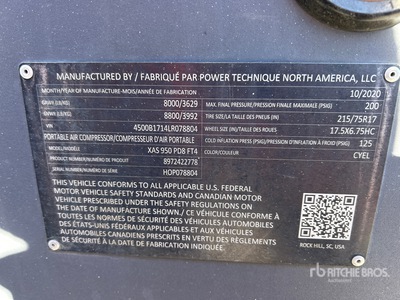 MANUFACTURED BY / FABRIQUÉ PAR POWER TECHNIQUE NORTH AMERICA, LLC
MONTH/YEAR OF MANUFACTURE-MOIS/ANNÉE DE FABRICATION 10/2020
GAWR (LB/KG) 8000/3629 MAX. FINAL PRESSURE/PRESSION FINALE MAXIMALE (PSIG) 200
GVWR (LB/KG) 8800/3992 TIRE SIZE/LA TAILLE DES PNEUS (IN) 215/75R17
VIN 4500B1714LR078804 WHEEL SIZE/TAILLE DES ROUES (IN) 17.5X6.75HC
PORTABLE AIR COMPRESSOR/COMPRESSEUR D'AIR PORTABLE COLD INFLATION PRESS/PRESSION D'INFLATION À FROID (PSIG) 125
MODEL/MODÈLE XAS 950 PD8 FT4 COLOR/COULEUR CYEL
PRODUCT NUMBER/NUMÉRO DE PRODUIT 8972422778
SERIAL NUMBER/NUMÉRO DE SÉRIE HOP078804
THIS VEHICLE CONFORMS TO ALL APPLICABLE U.S. FEDERAL
MOTOR VEHICLE SAFETY STANDARDS AND CANADIAN MOTOR
VEHICLE PRESCRIBED UNDER THE SAFETY REGULATIONS ON
THE DATE OF MANUFACTURE SHOWN / CE VÉHICULE CONFORME À
TOUTES LES NORMES DE SÉCURITÉ DES VÉHICULES AUTOMOBILES
DES ÉTATS-UNIS FÉDÉRAUX APPLICABLES ET AUX VÉHICULES
AUTOMOBILES CANADIENS PRESCRITS EN VERTU DES RÈGLEMENTS
DE SÉCURITÉ À LA DATE DE FABRICATION INDIQUÉE.
ROCK HILL, SC, USA
rb RITCHIE BROS.